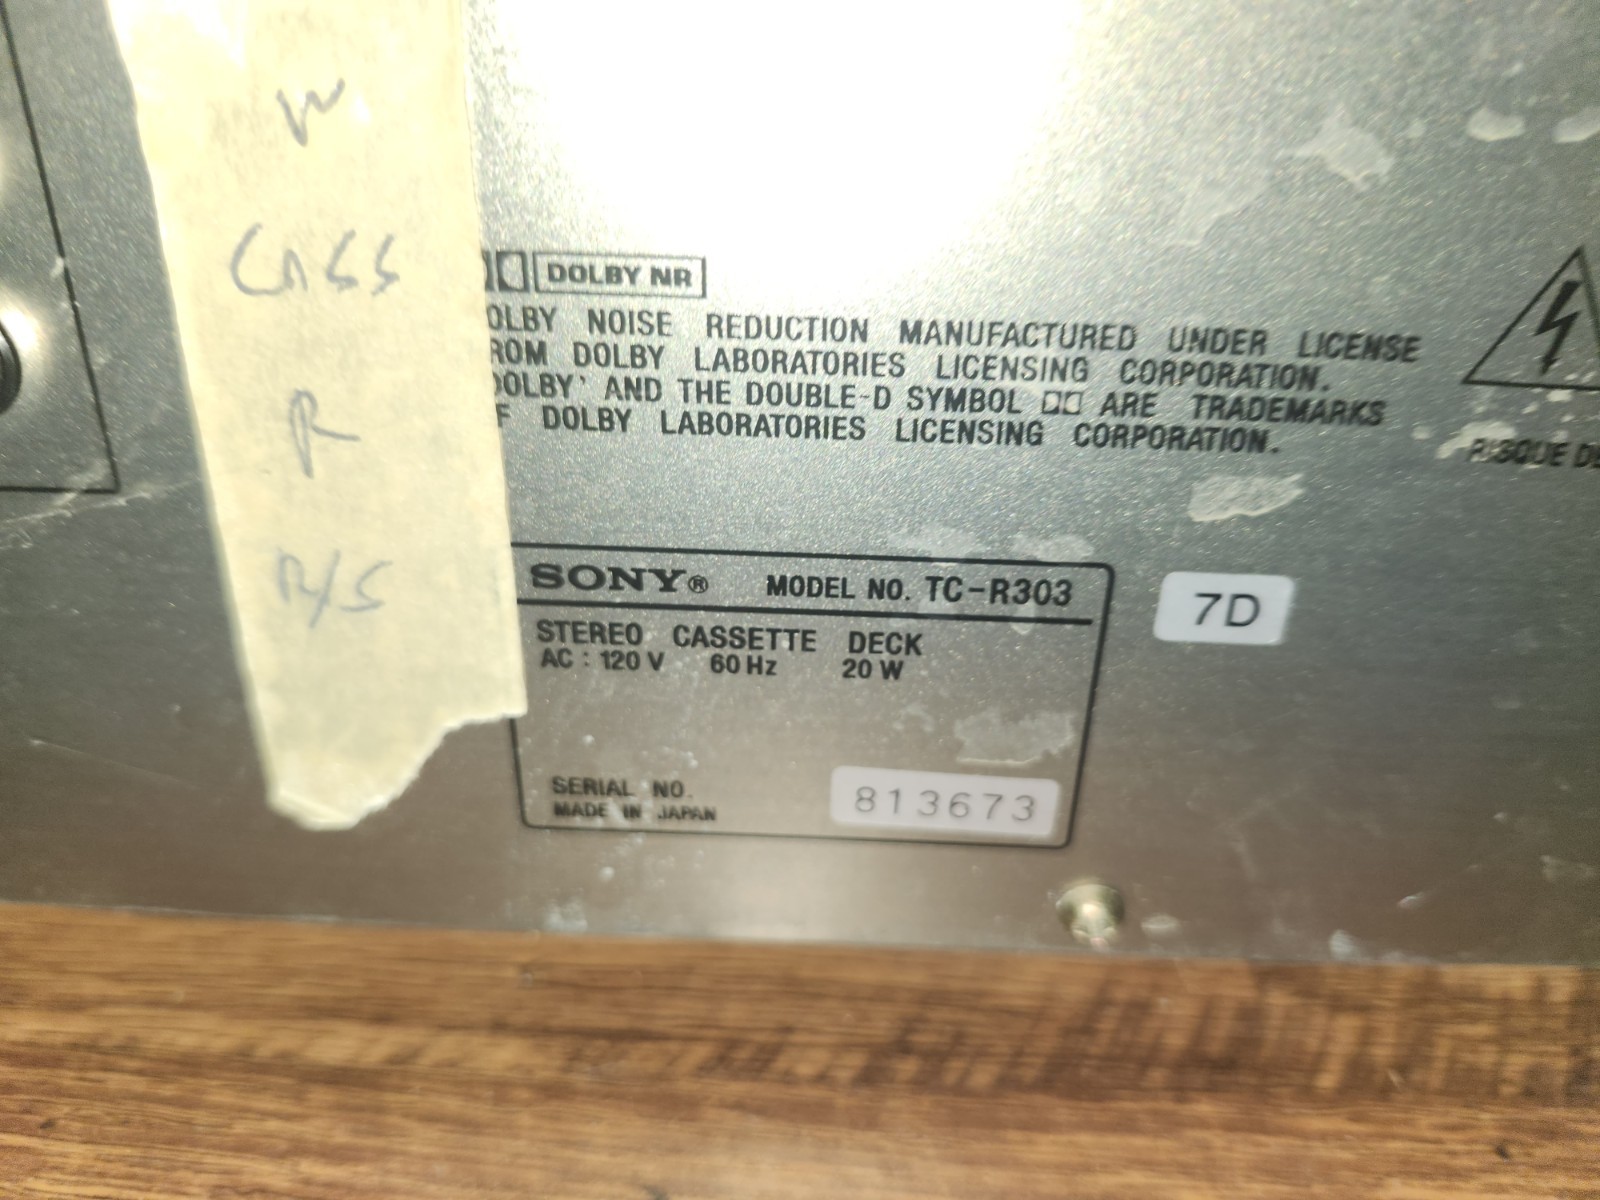 Cass
R
R/S
DOLBY NR
OLBY NOISE REDUCTION MANUFACTURED UNDER LICENSE
ROM DOLBY LABORATORIES LICENSING CORPORATION.
OLBY' AND THE DOUBLE-D SYMBOL ARE TRADEMARKS
F DOLBY LABORATORIES LICENSING CORPORATION.
RISQUE DE
SONY® MODEL NO. TC-R303
7D
STEREO CASSETTE DECK
AC : 120 V 60 Hz 20 W
SERIAL NO. 813673
MADE IN JAPAN